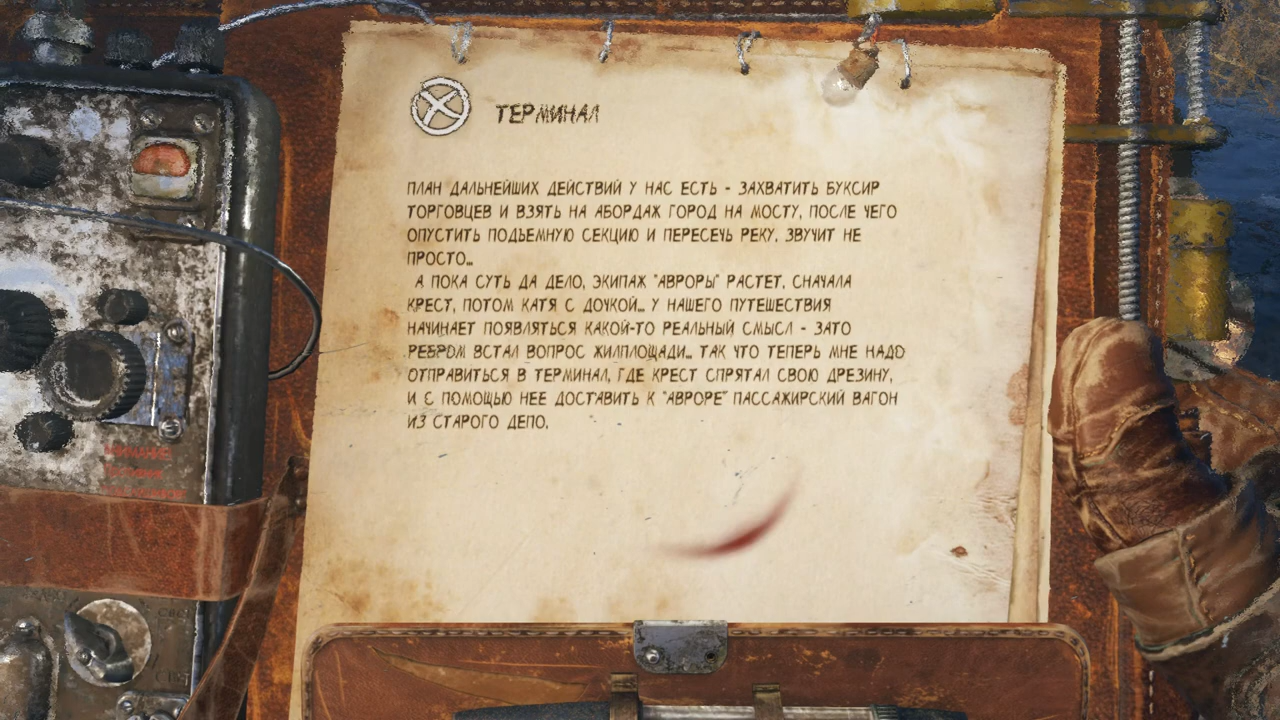 ТЕРМИНАЛ
ПЛАН ДАЛЬНЕЙШИХ ДЕЙСТВИЙ У НАС ЕСТЬ - ЗАХВАТИТЬ БУКСИР
ТОРГОВЦЕВ И ВЗЯТЬ НА АБОРДАЖ ГОРОД НА МОСТУ, ПОСЛЕ ЧЕГО
ОПУСТИТЬ ПОДЪЕМНУЮ СЕКЦИЮ И ПЕРЕСЕЧЬ РЕКУ. ЗВУЧИТ НЕ
ПРОСТО...
А ПОКА СУТЬ ДА ДЕЛО, ЭКИПАЖ "АВРОРЫ" РАСТЕТ, СНАЧАЛА
КРЕСТ, ПОТОМ КАТЯ С ДОЧКОЙ... У НАШЕГО ПУТЕШЕСТВИЯ
НАЧИНАЕТ ПОЯВЛЯТЬСЯ КАКОЙ-ТО РЕАЛЬНЫЙ СМЫСЛ - ЗАТО
РЕБРОМ ВСТАЛ ВОПРОС ЖИЛПЛОЩАДИ... ТАК ЧТО ТЕПЕРЬ МНЕ НАДО
ОТПРАВИТЬСЯ В ТЕРМИНАЛ, ГДЕ КРЕСТ СПРЯТАЛ СВОЮ ДРЕЗИНУ,
И С ПОМОЩЬЮ НЕЕ ДОСТАВИТЬ К "АВРОРЕ" ПАССАЖИРСКИЙ ВАГОН
ИЗ СТАРОГО ДЕПО.
ВНИМАНИЕ!